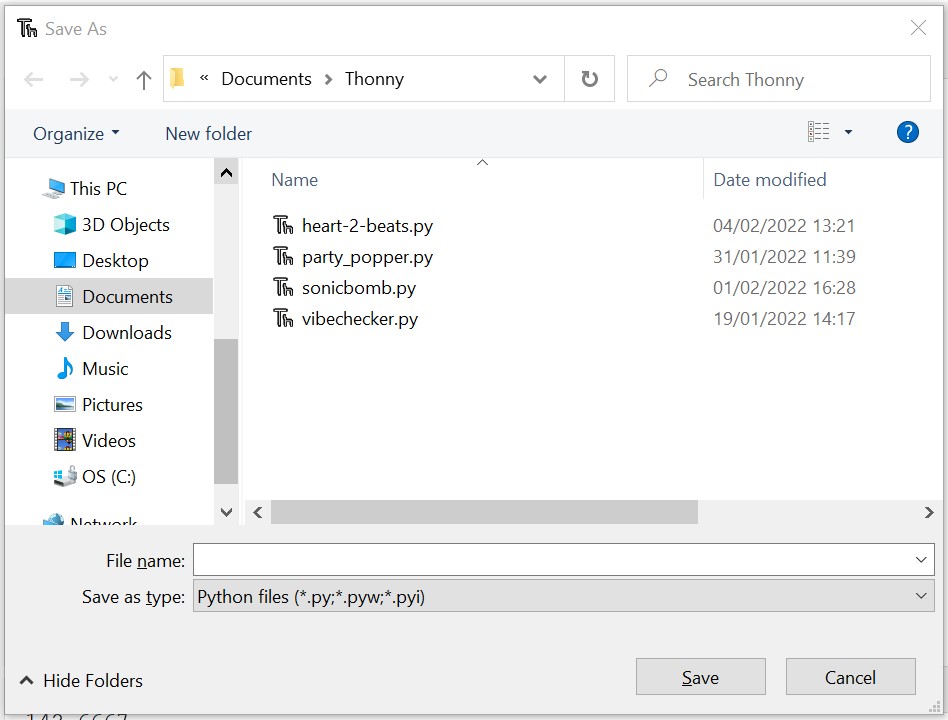 Save As
« Documents > Thonny
Search Thonny
Organize
New folder
?
Name
Date modified
This PC
3D Objects
Desktop
Documents
Downloads
Music
Pictures
Videos
OS (C:)
Network
heart-2-beats.py 04/02/2022 13:21
party_popper.py 31/01/2022 11:39
sonicbomb.py 01/02/2022 16:28
vibechecker.py 19/01/2022 14:17
File name:
Save as type: Python files (*.py;*.pyw;*.pyi)
Hide Folders
Save
Cancel